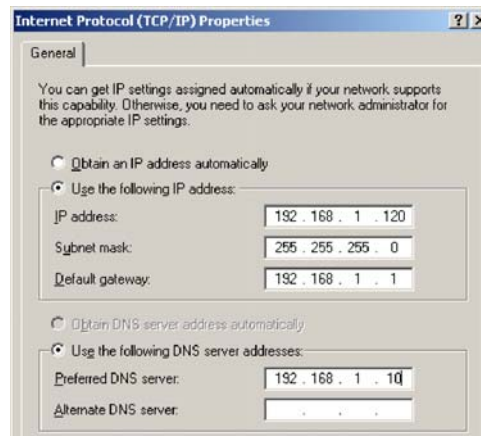 Internet Protocol (TCP/IP) Properties
General
You can get IP settings assigned automatically if your network supports
this capability. Otherwise, you need to ask your network administrator for
the appropriate IP settings.
Obtain an IP address automatically
Use the following IP address:
IP address: 192 . 168 . 1 . 120
Subnet mask: 255 . 255 . 255 . 0
Default gateway: 192 . 168 . 1 . 1
Obtain DNS server address automatically
Use the following DNS server addresses:
Preferred DNS server: 192 . 168 . 1 . 10
Alternate DNS server: . . .